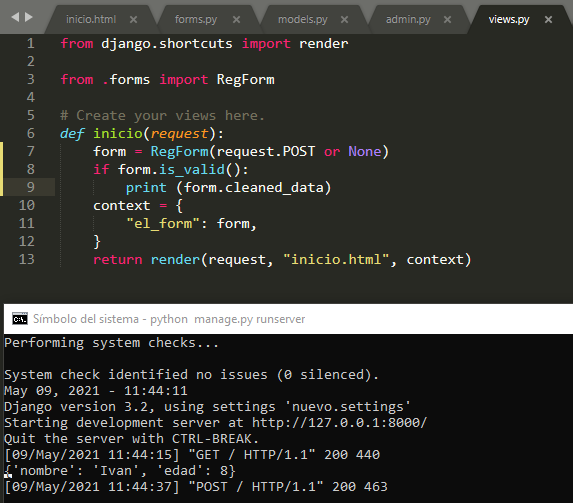 inicio.html forms.py models.py admin.py views.py
1 from django.shortcuts import render
2
3 from .forms import RegForm
4
5 # Create your views here.
6 def inicio(request):
7 form = RegForm(request.POST or None)
8 if form.is_valid():
9 print (form.cleaned_data)
10 context = {
11 "el_form": form,
12 }
13 return render(request, "inicio.html", context)
Símbolo del sistema - python manage.py runserver
Performing system checks...
System check identified no issues (0 silenced).
May 09, 2021 - 11:44:11
Django version 3.2, using settings 'nuevo.settings'
Starting development server at http://127.0.0.1:8000/
Quit the server with CTRL-BREAK.
[09/May/2021 11:44:15] "GET / HTTP/1.1" 200 440
{'nombre': 'Ivan', 'edad': 8}
[09/May/2021 11:44:37] "POST / HTTP/1.1" 200 463